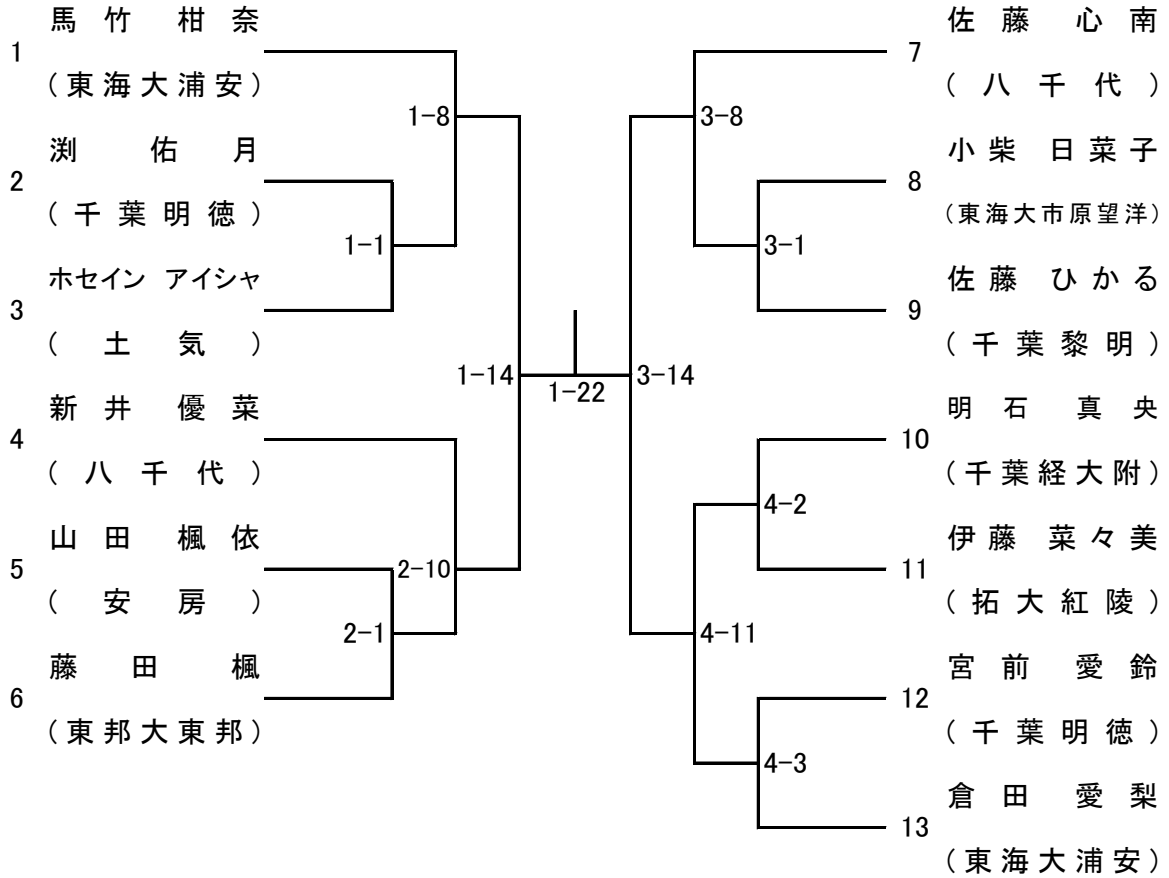 馬竹 柑奈
1
(東海大浦安)
渕 佑月
2
(千葉明徳)
ホセイン アイシャ
3
(土気)
新井 優菜
4
(八千代)
山田 楓依
5
(安房)
藤田 楓
6
(東邦大東邦)
1-8
1-1
1-14
2-10
2-1
1-22
3-14
3-8
3-1
4-2
4-11
4-3
佐藤 心南
7
(八千代)
小柴 日菜子
8
(東海大市原望洋)
佐藤 ひかる
9
(千葉黎明)
明石 真央
10
(千葉経大附)
伊藤 菜々美
11
(拓大紅陵)
宮前 愛鈴
12
(千葉明徳)
倉田 愛梨
13
(東海大浦安)